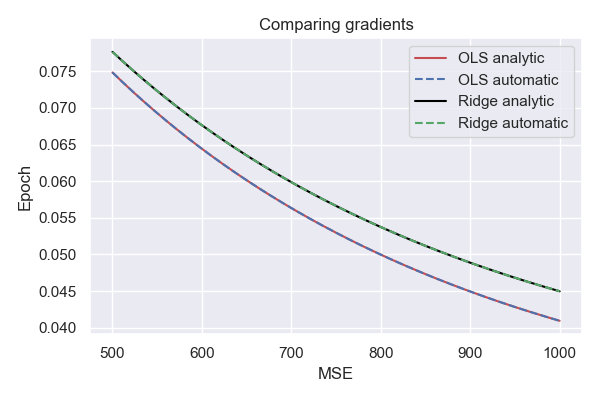 Comparing gradients
OLS analytic
OLS automatic
Ridge analytic
Ridge automatic
Epoch
0.075
0.070
0.065
0.060
0.055
0.050
0.045
0.040
500 600 700 800 900 1000
MSE